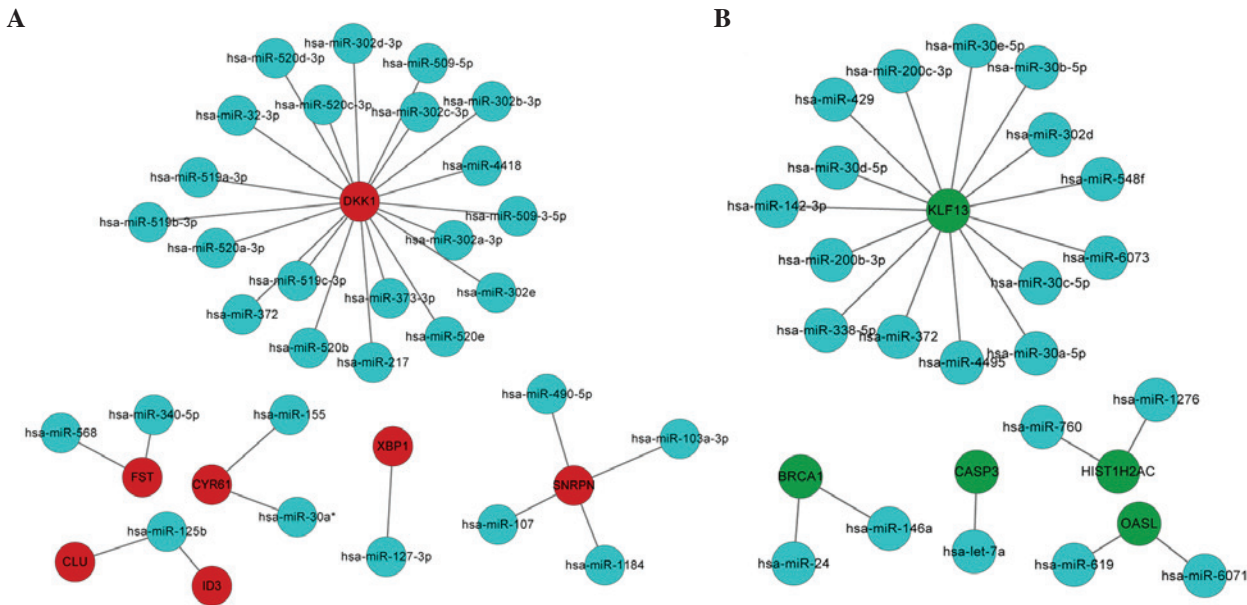 A
hsa-miR-302d-3p
hsa-miR-520d-3p
hsa-miR-509-5p
hsa-miR-520c-3p
hsa-miR-302b-3p
hsa-miR-32-3p
hsa-miR-302c-3p
hsa-miR-4418
hsa-miR-519a-3p
DKK1
hsa-miR-519b-3p
hsa-miR-509-3-5p
hsa-miR-520a-3p
hsa-miR-302a-3p
hsa-miR-519c-3p
hsa-miR-302e
hsa-miR-373-3p
hsa-miR-372
hsa-miR-520e
hsa-miR-520b
hsa-miR-217
hsa-miR-568
hsa-miR-340-5p
FST
hsa-miR-155
CYR61
hsa-miR-30a*
XBP1
hsa-miR-127-3p
hsa-miR-490-5p
hsa-miR-103a-3p
SNRPN
hsa-miR-107
hsa-miR-1184
hsa-miR-125b
CLU
ID3
B
hsa-miR-30e-5p
hsa-miR-200c-3p
hsa-miR-30b-5p
hsa-miR-429
hsa-miR-302d
hsa-miR-30d-5p
hsa-miR-548f
hsa-miR-142-3p
KLF13
hsa-miR-200b-3p
hsa-miR-6073
hsa-miR-30c-5p
hsa-miR-338-5p
hsa-miR-372
hsa-miR-30a-5p
hsa-miR-4495
hsa-miR-1276
hsa-miR-760
HIST1H2AC
BRCA1
CASP3
hsa-miR-146a
hsa-miR-24
hsa-let-7a
OASL
hsa-miR-619
hsa-miR-6071